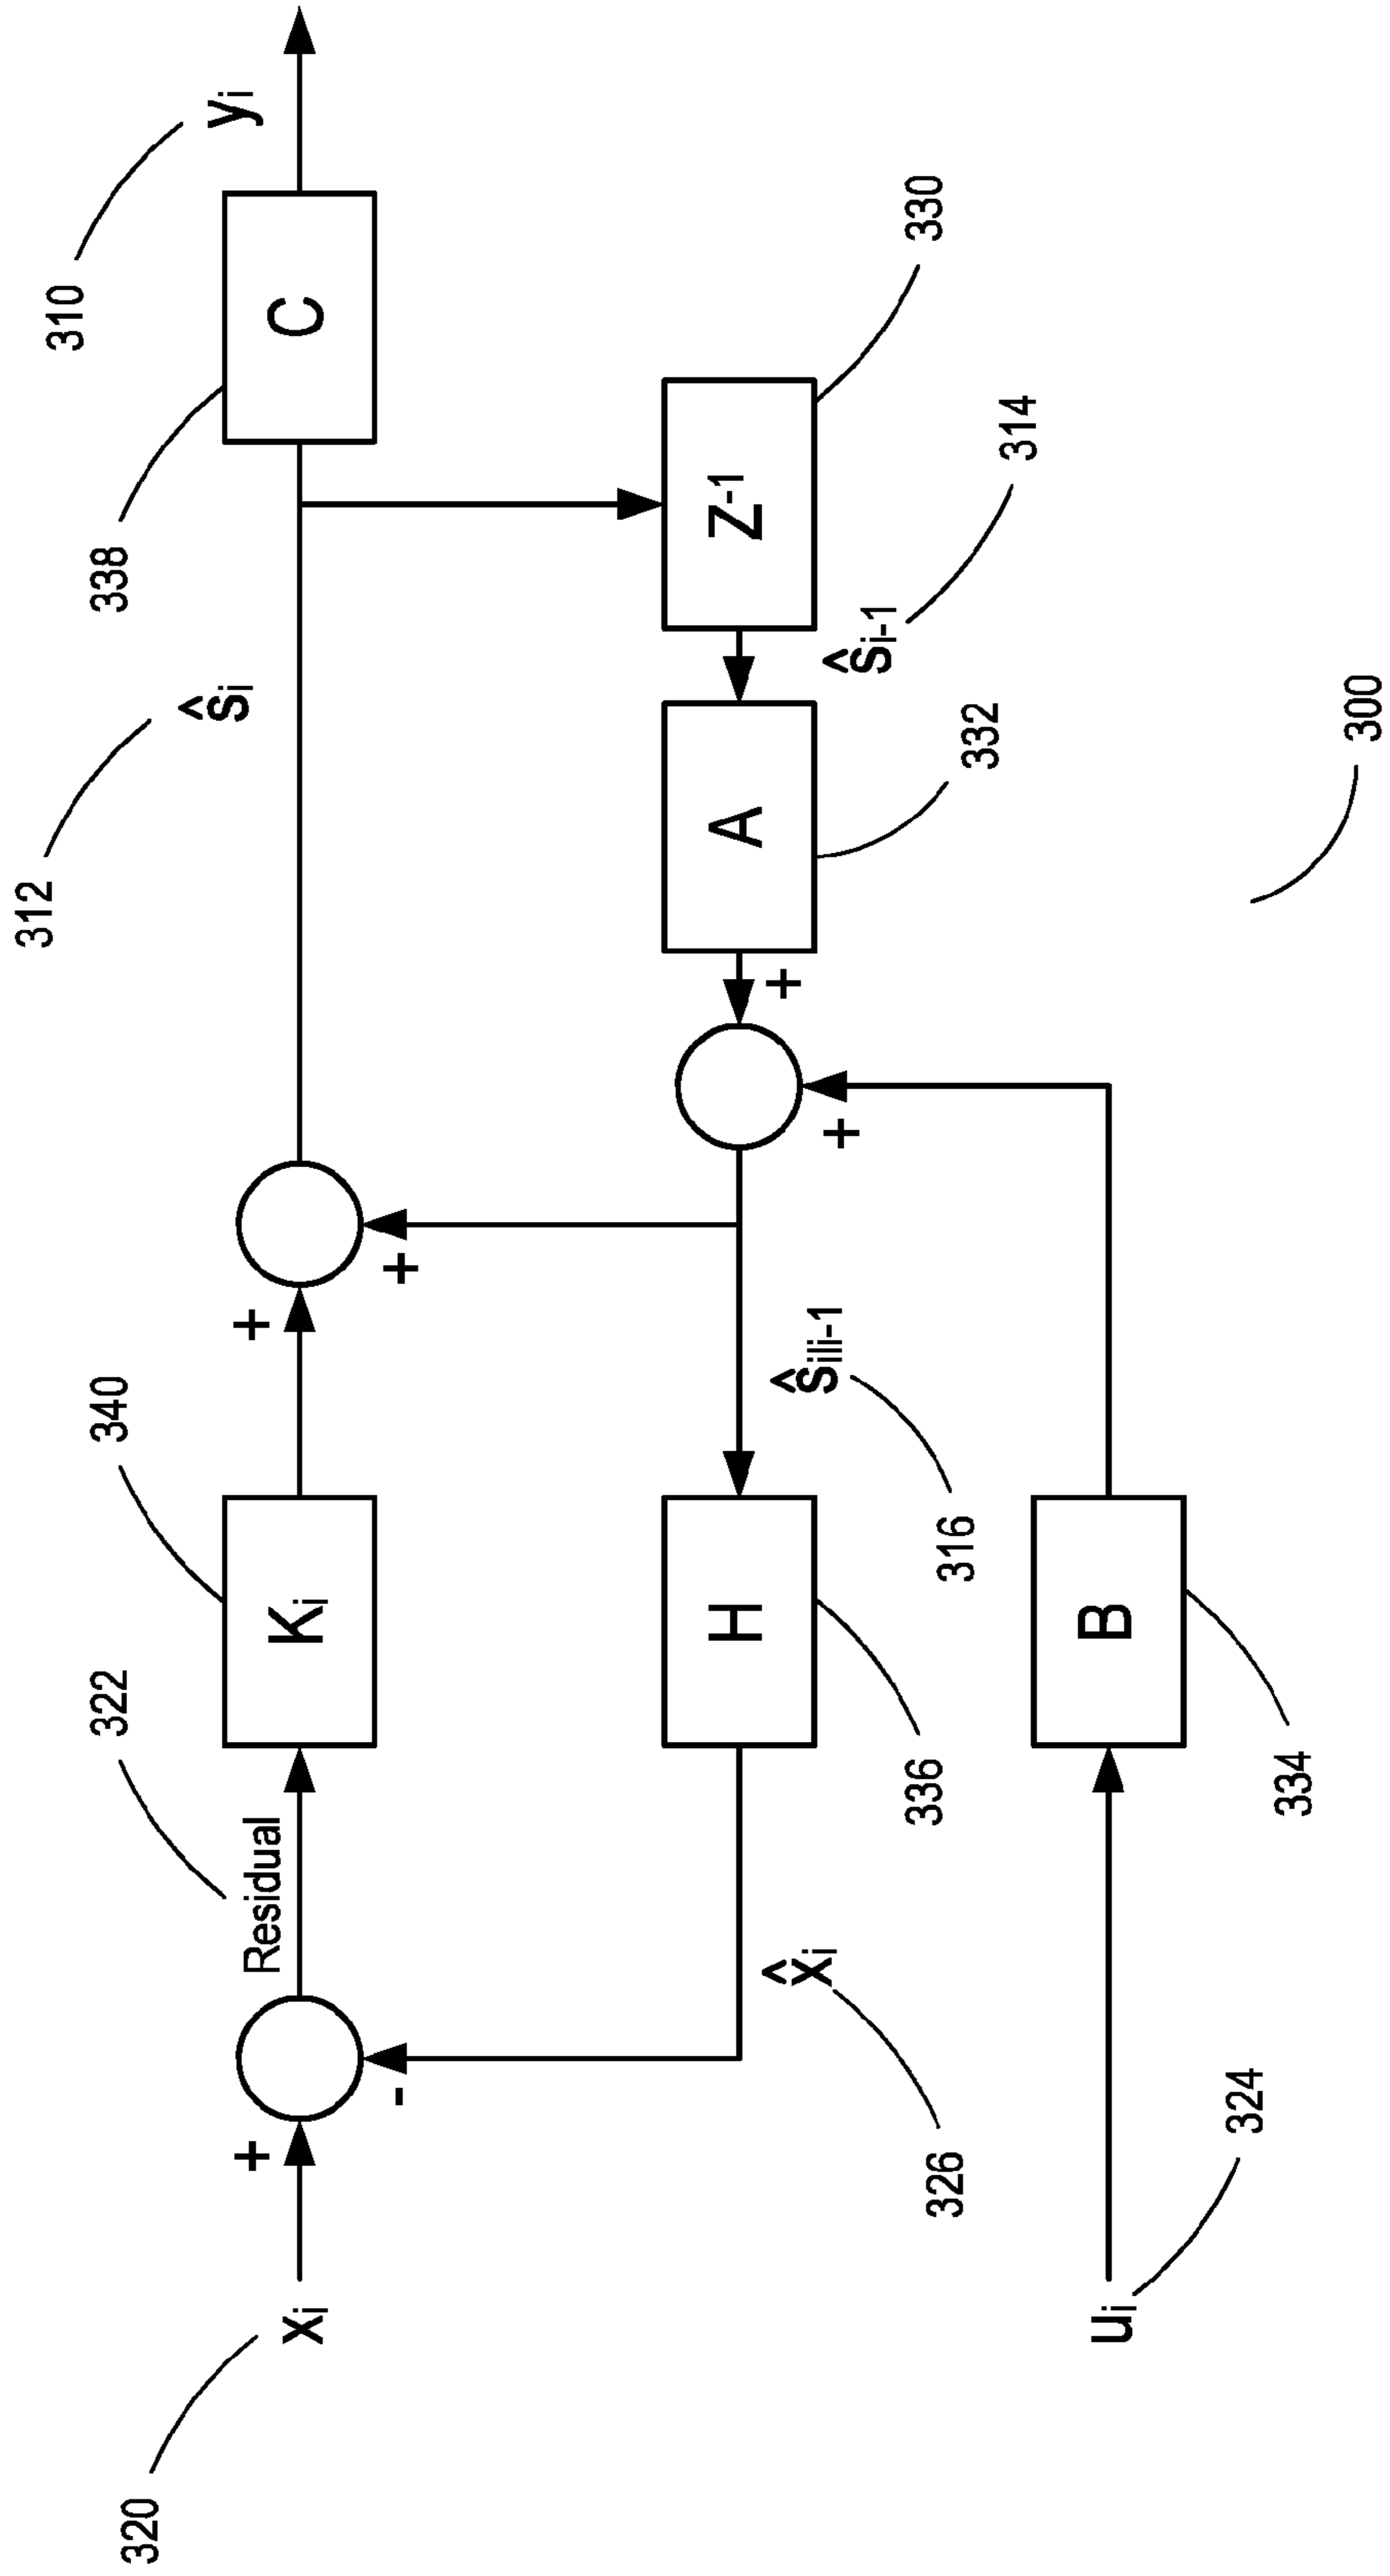 312
310
320
322
340
338
ŝi
yi
+
Residual
+
xi
Ki
C
-
+
H
A
Z-1
+
x̂i
ŝi|i-1
+
ŝi-1
326
336
316
332
314
330
ui
B
324
334
300